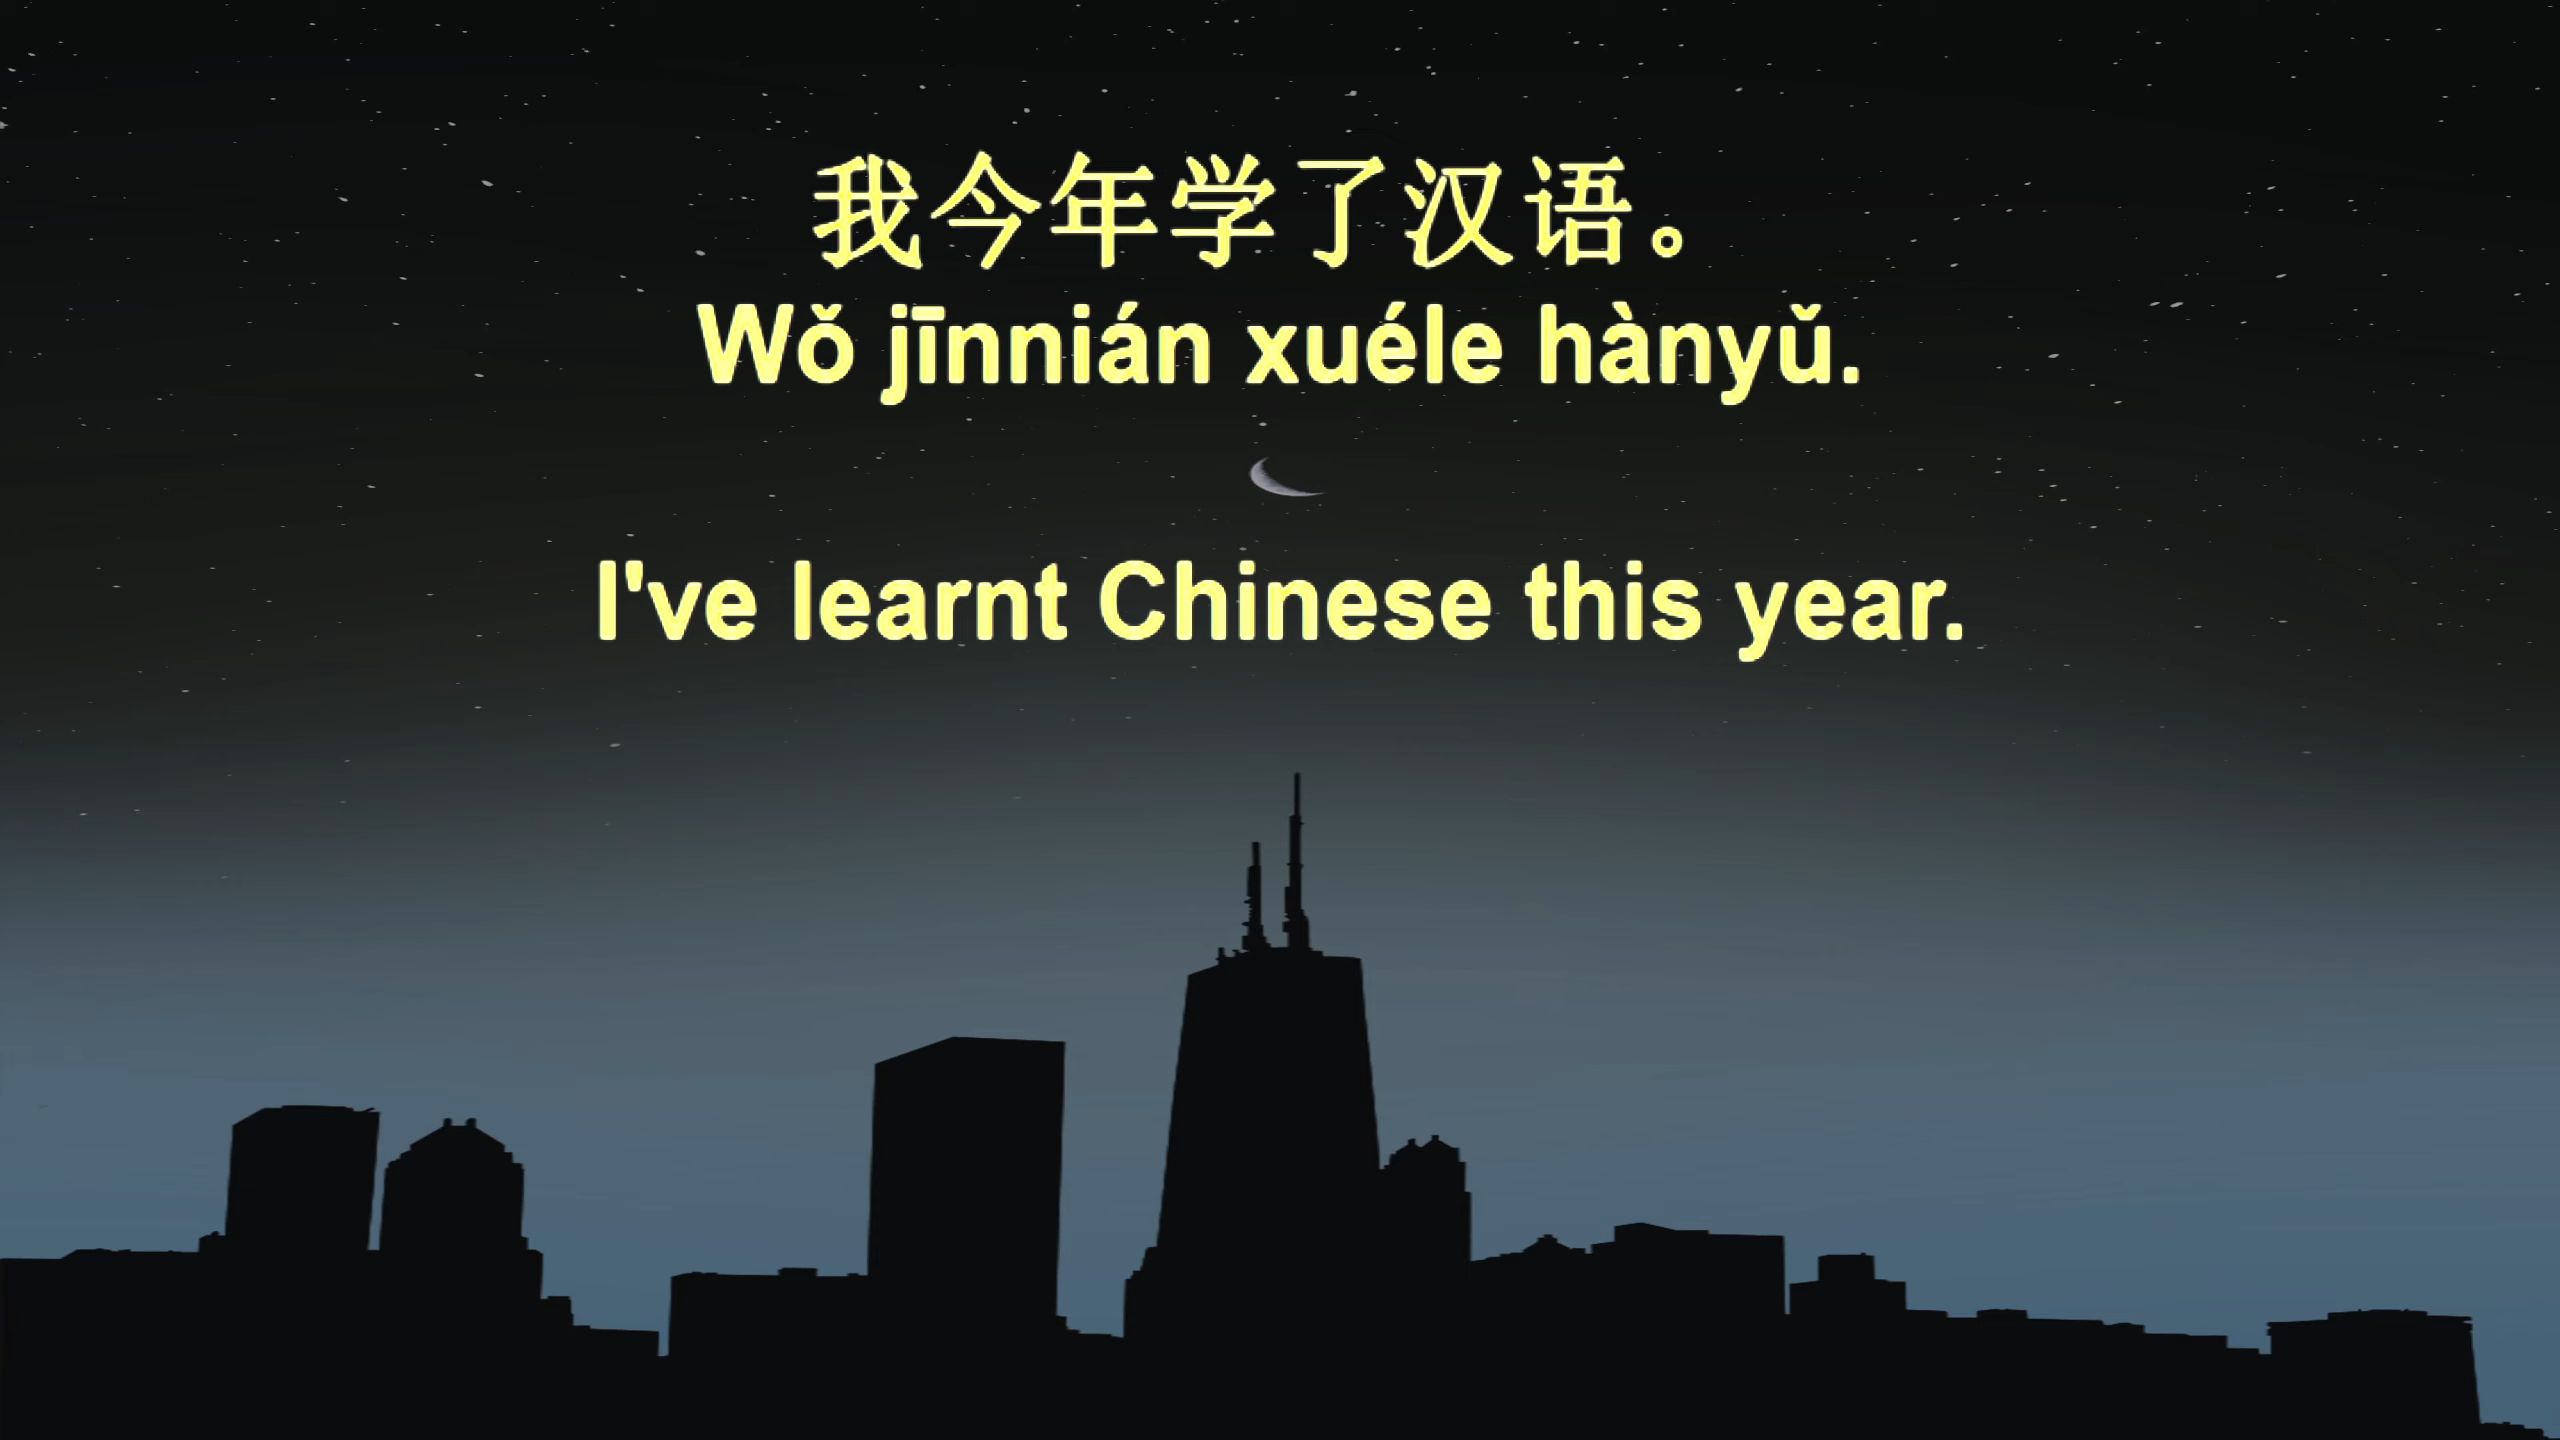 我今年学了汉语。
Wǒ jīnnián xuéle hànyǔ.
I've learnt Chinese this year.